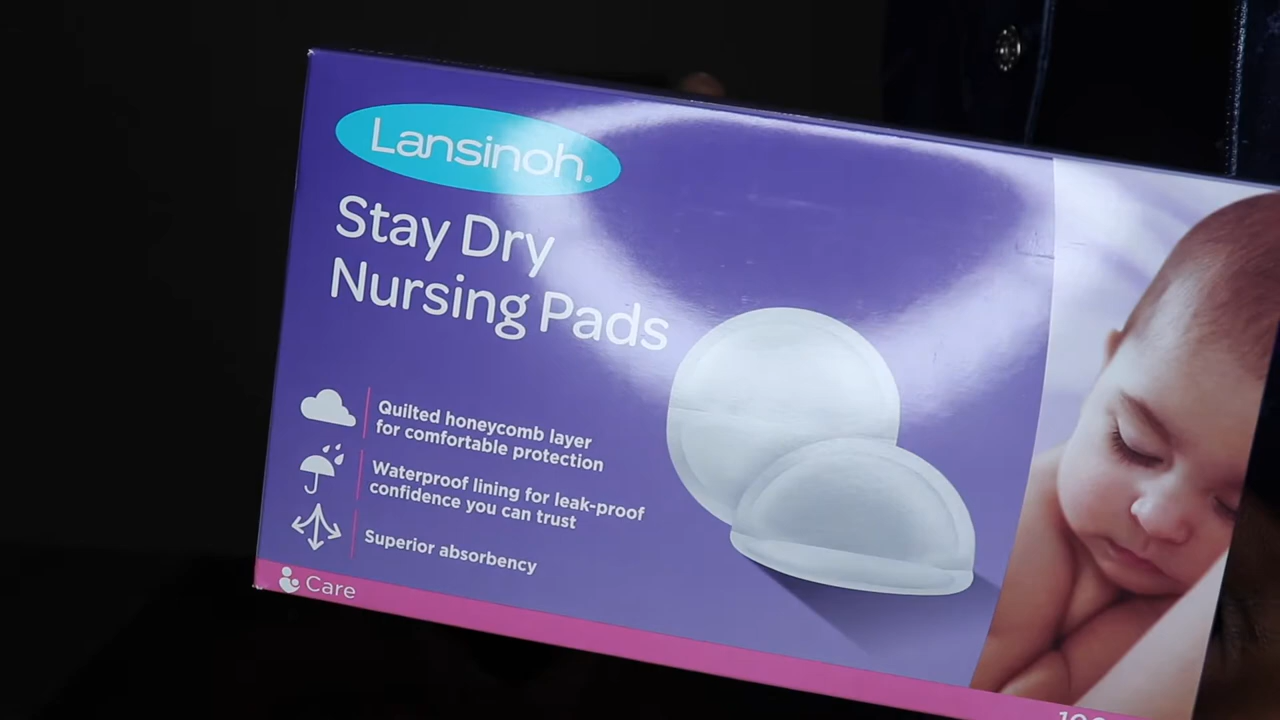 Lansinoh®
Stay Dry
Nursing Pads
Quilted honeycomb layer
for comfortable protection
Waterproof lining for leak-proof
confidence you can trust
Superior absorbency
Care